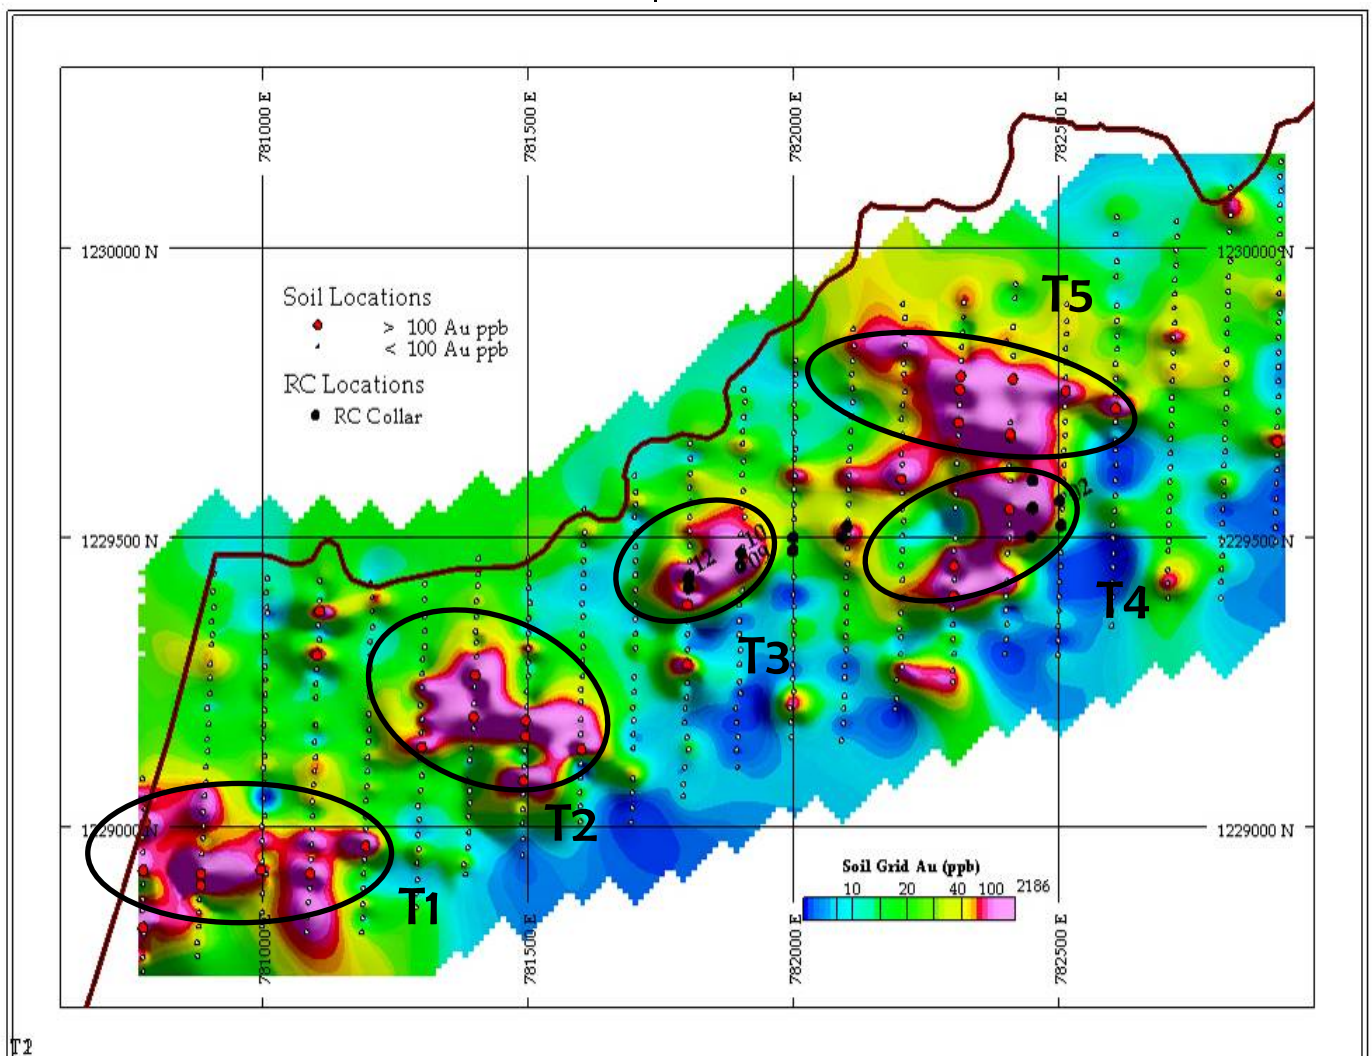 781000 E
781500 E
782000 E
782500 E
1230000 N
1230000 N
Soil Locations
> 100 Au ppb
< 100 Au ppb
RC Locations
RC Collar
T5
02
1229500 N
1229500 N
10
09
12
T4
T3
T2
1229000 N
1229000 N
T1
Soil Grid Au (ppb)
10 20 40 100 2186
781000 E
781500 E
782000 E
782500 E